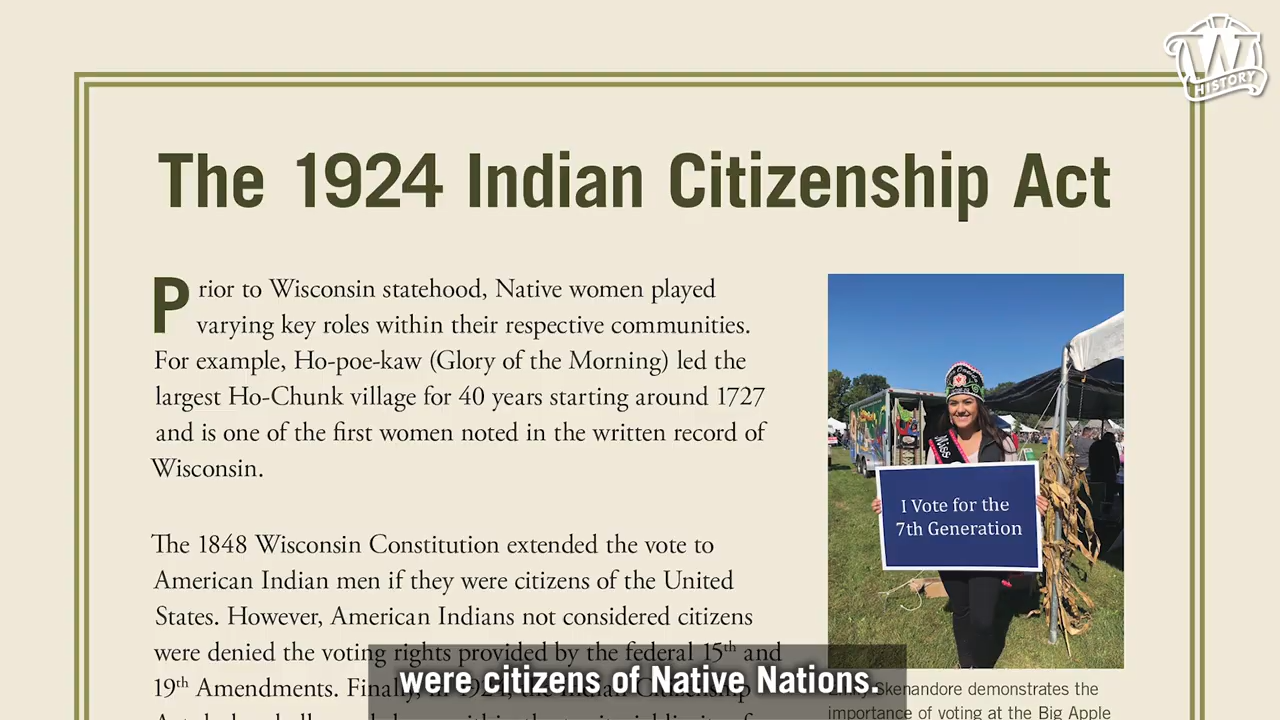 W
HISTORY
The 1924 Indian Citizenship Act
Prior to Wisconsin statehood, Native women played
varying key roles within their respective communities.
For example, Ho-poe-kaw (Glory of the Morning) led the
largest Ho-Chunk village for 40 years starting around 1727
and is one of the first women noted in the written record of
Wisconsin.
The 1848 Wisconsin Constitution extended the vote to
American Indian men if they were citizens of the United
States. However, American Indians not considered citizens
were denied the voting rights provided by the federal 15th and
19th Amendments. Finally, in 1924, the Indian Citizenship
Miss
I Vote for the
7th Generation
Skenandore demonstrates the
importance of voting at the Big Apple
were citizens of Native Nations.